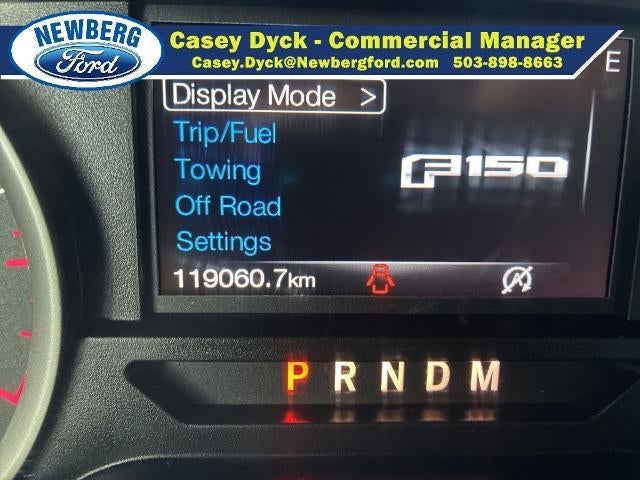 NEWBERG
Ford
Casey Dyck - Commercial Manager
Casey.Dyck@Newbergford.com 503-898-8663
E
Display Mode >
Trip/Fuel
Towing
F150
Off Road
Settings
119060.7km
P R N D M